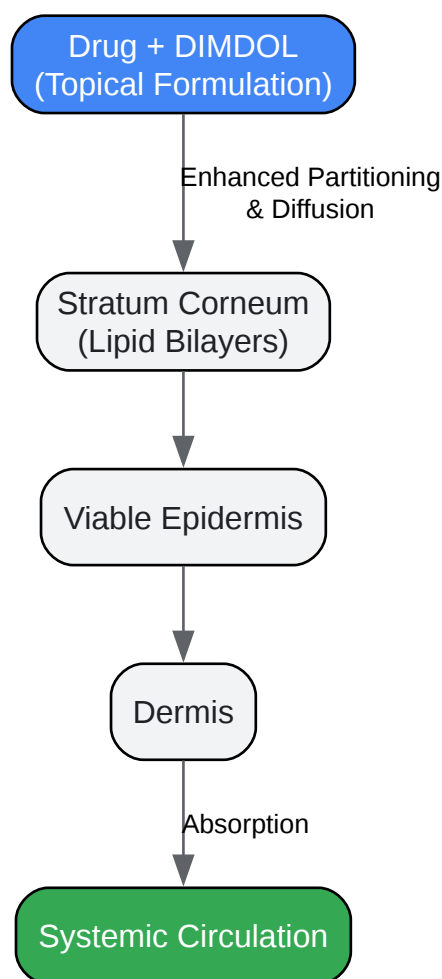 Drug + DIMDOL
(Topical Formulation)
Enhanced Partitioning
& Diffusion
Stratum Corneum
(Lipid Bilayers)
Viable Epidermis
Dermis
Absorption
Systemic Circulation